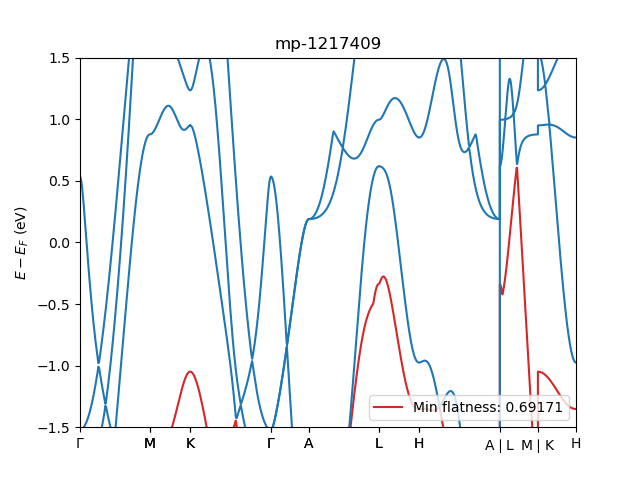 mp-1217409
E − E_F (eV)
1.5
1.0
0.5
0.0
−0.5
−1.0
−1.5
Min flatness: 0.69171
Γ M K Γ A L H A | L M | K H